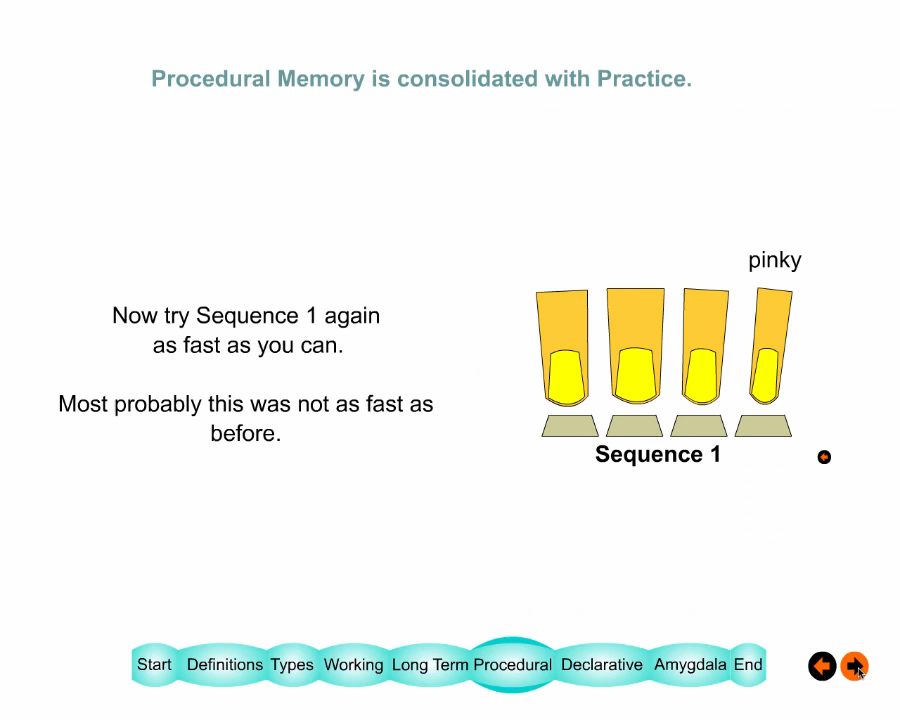 Procedural Memory is consolidated with Practice.
pinky
Now try Sequence 1 again
as fast as you can.
Most probably this was not as fast as
before.
Sequence 1
Start Definitions Types Working Long Term Procedural Declarative Amygdala End